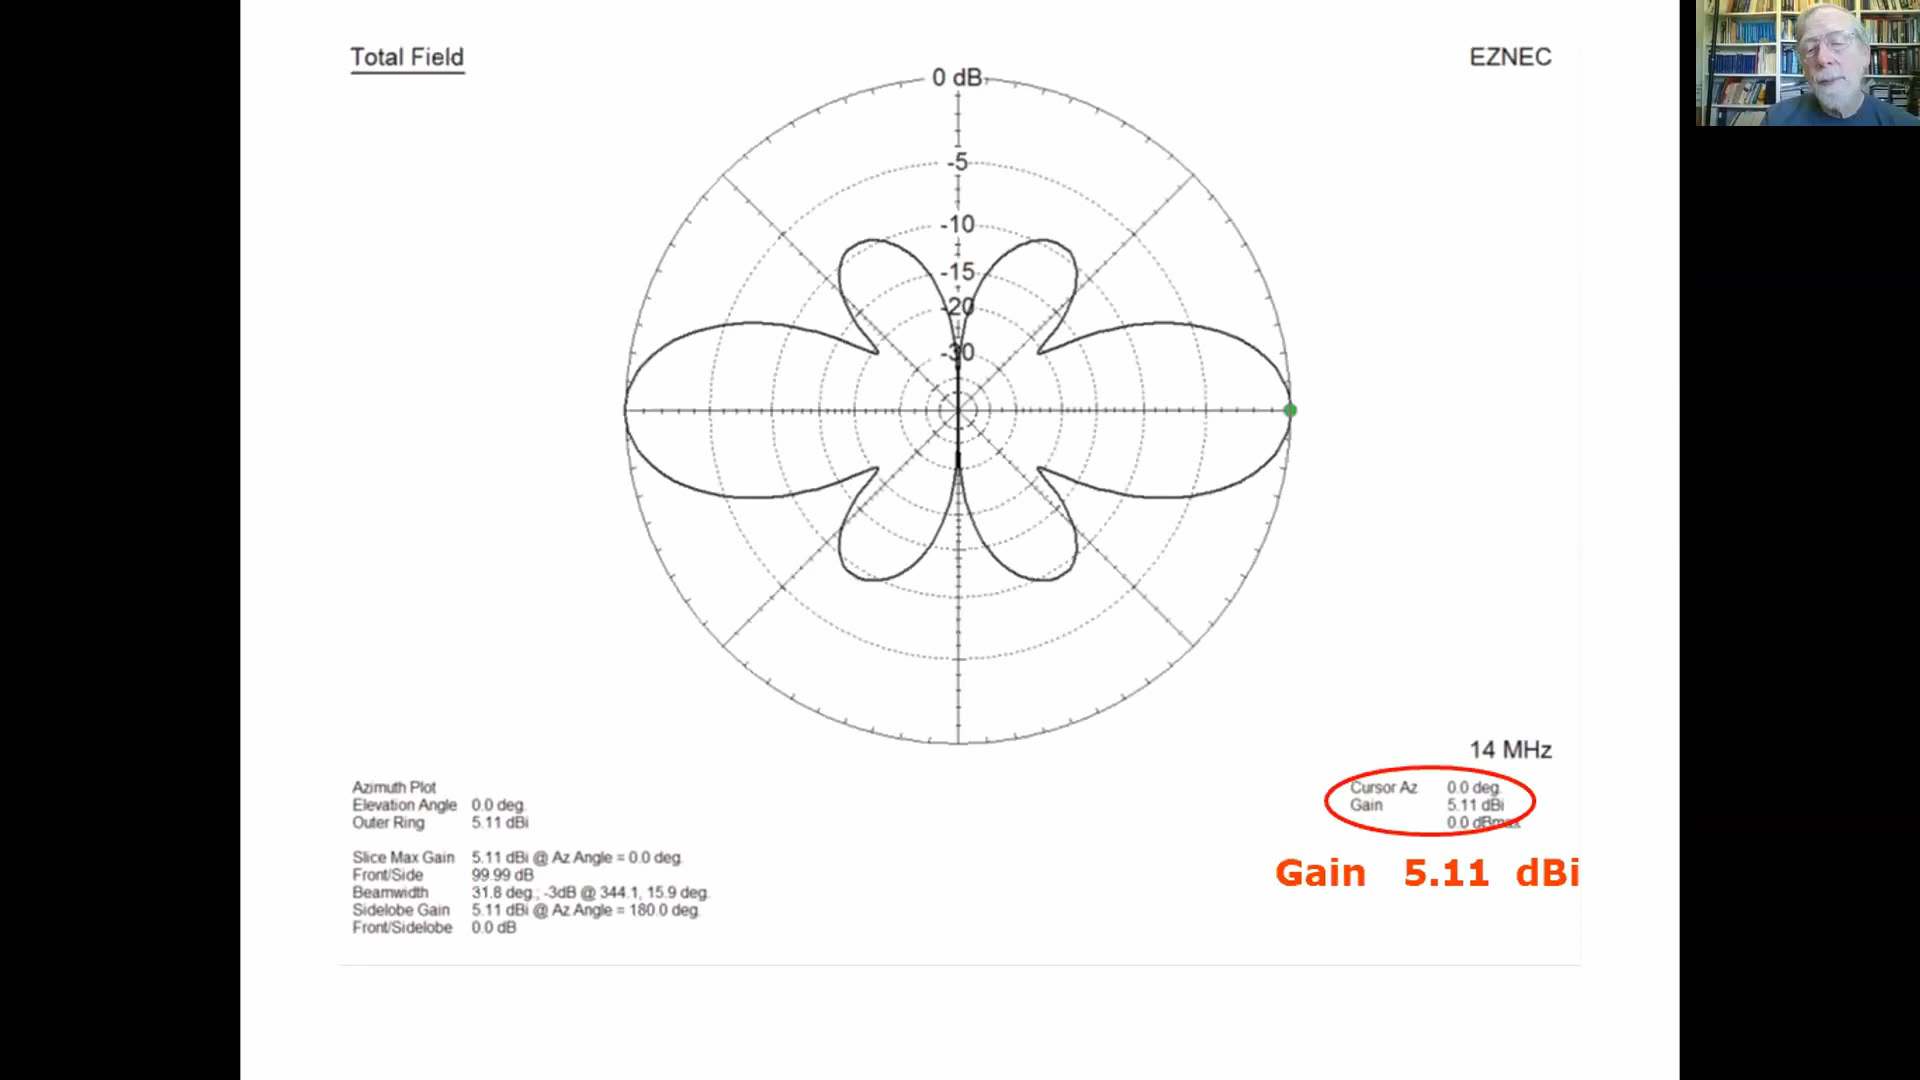 Total Field
EZNEC
0 dB
-5
-10
-15
-20
-30
14 MHz
Azimuth Plot
Elevation Angle 0.0 deg.
Outer Ring 5.11 dBi
Cursor Az 0.0 deg.
Gain 5.11 dBi
0.0 dBmax
Slice Max Gain 5.11 dBi @ Az Angle = 0.0 deg.
Front/Side 99.99 dB
Beamwidth 31.8 deg.; -3dB @ 344.1, 15.9 deg.
Sidelobe Gain 5.11 dBi @ Az Angle = 180.0 deg.
Front/Sidelobe 0.0 dB
Gain 5.11 dBi